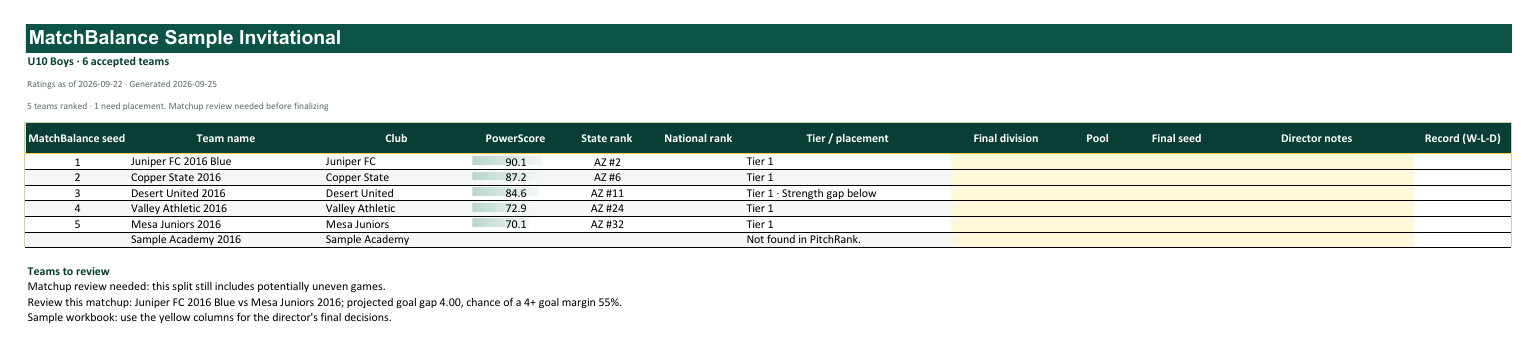 MatchBalance Sample Invitational
U10 Boys · 6 accepted teams
Ratings as of 2026-09-22 · Generated 2026-09-25
5 teams ranked · 1 need placement. Matchup review needed before finalizing
MatchBalance seed Team name Club PowerScore State rank National rank Tier / placement Final division Pool Final seed Director notes Record (W-L-D)
1 Juniper FC 2016 Blue Juniper FC 90.1 AZ #2 Tier 1
2 Copper State 2016 Copper State 87.2 AZ #6 Tier 1
3 Desert United 2016 Desert United 84.6 AZ #11 Tier 1 · Strength gap below
4 Valley Athletic 2016 Valley Athletic 72.9 AZ #24 Tier 1
5 Mesa Juniors 2016 Mesa Juniors 70.1 AZ #32 Tier 1
Sample Academy 2016 Sample Academy Not found in PitchRank.
Teams to review
Matchup review needed: this split still includes potentially uneven games.
Review this matchup: Juniper FC 2016 Blue vs Mesa Juniors 2016; projected goal gap 4.00, chance of a 4+ goal margin 55%.
Sample workbook: use the yellow columns for the director's final decisions.